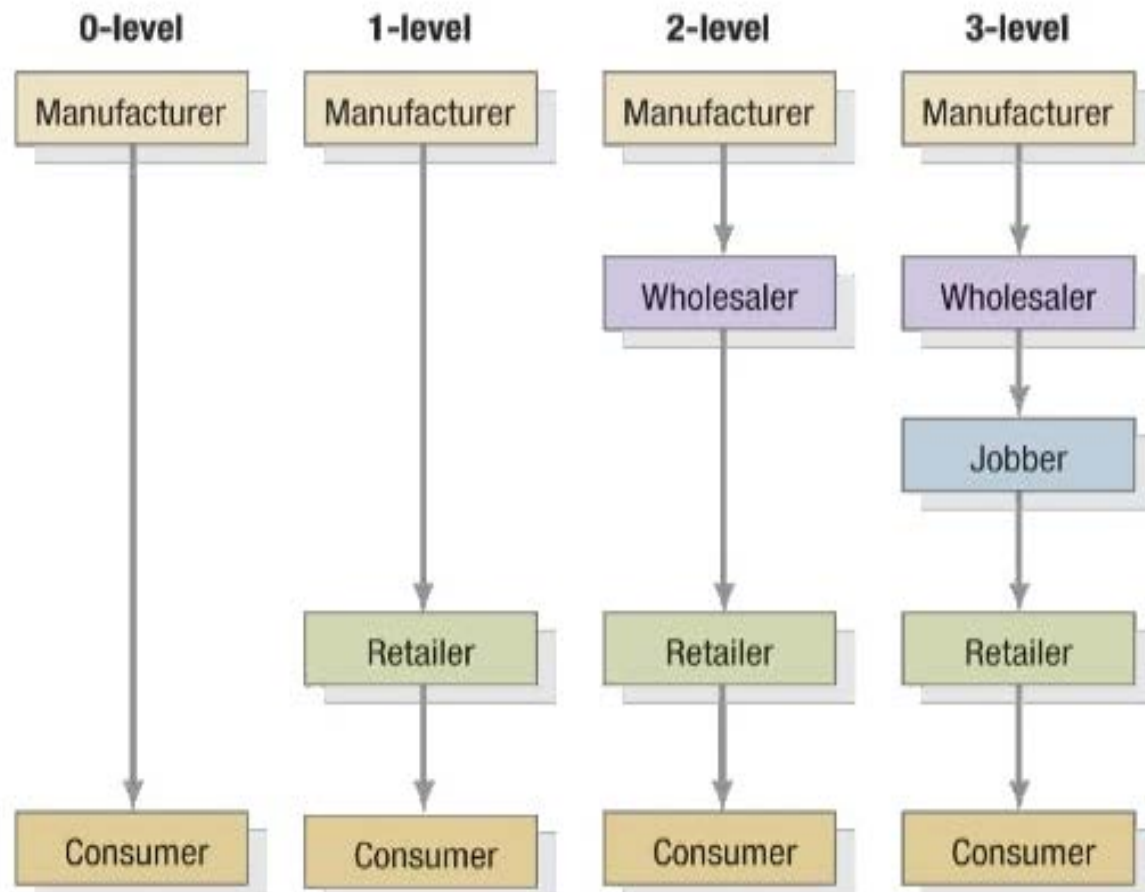 0-level 1-level 2-level 3-level
Manufacturer Manufacturer Manufacturer Manufacturer
Wholesaler Wholesaler
Jobber
Retailer Retailer Retailer
Consumer Consumer Consumer Consumer